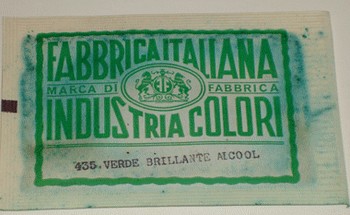 FABBRICA ITALIANA
MARCA DI FABBRICA
INDUSTRIA COLORI
435. VERDE BRILLANTE ALCOOL